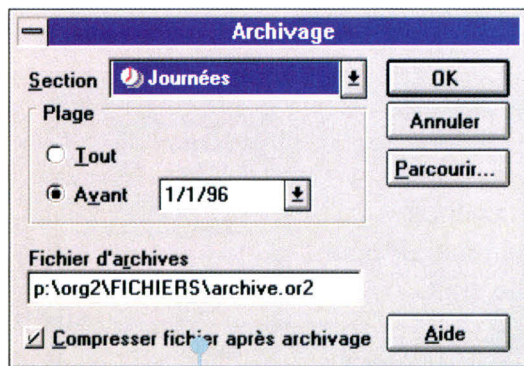 Archivage
Section Journées OK
Plage Annuler
Tout Parcourir...
Avant 1/1/96
Fichier d'archives
p:\org2\FICHIERS\archive.or2
Compresser fichier après archivage Aide